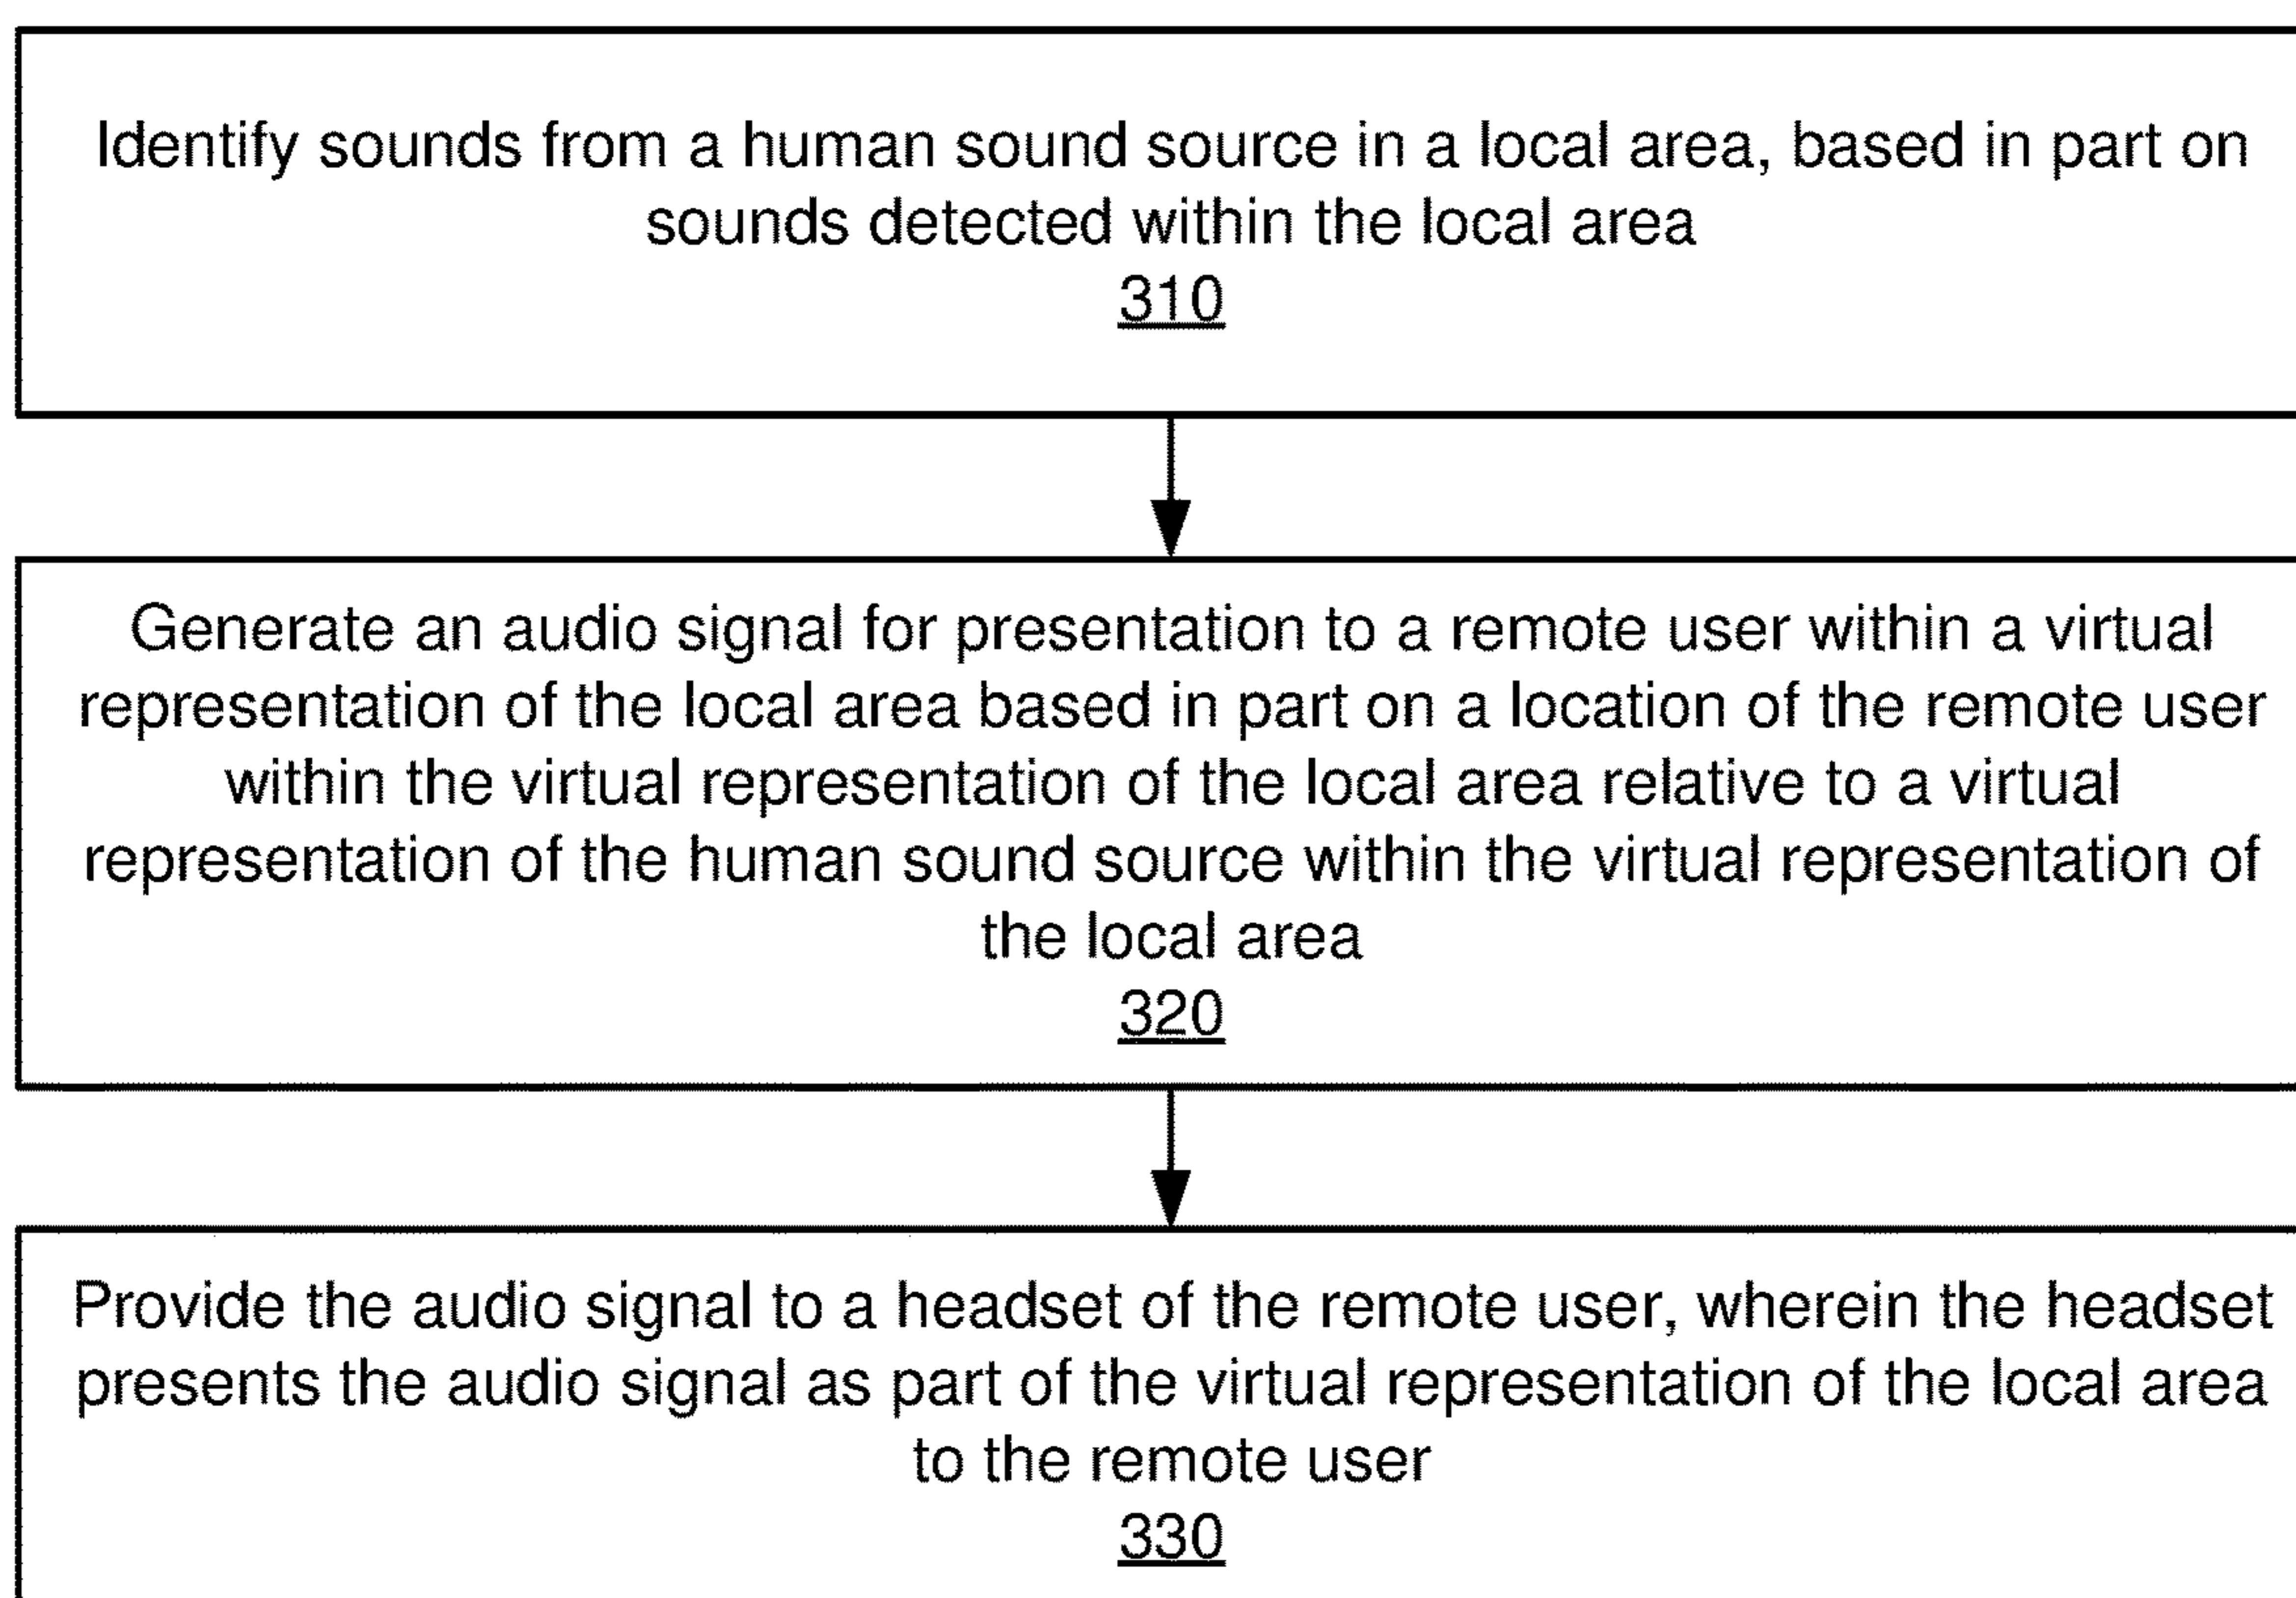 Identify sounds from a human sound source in a local area, based in part on
sounds detected within the local area
310
Generate an audio signal for presentation to a remote user within a virtual
representation of the local area based in part on a location of the remote user
within the virtual representation of the local area relative to a virtual
representation of the human sound source within the virtual representation of
the local area
320
Provide the audio signal to a headset of the remote user, wherein the headset
presents the audio signal as part of the virtual representation of the local area
to the remote user
330